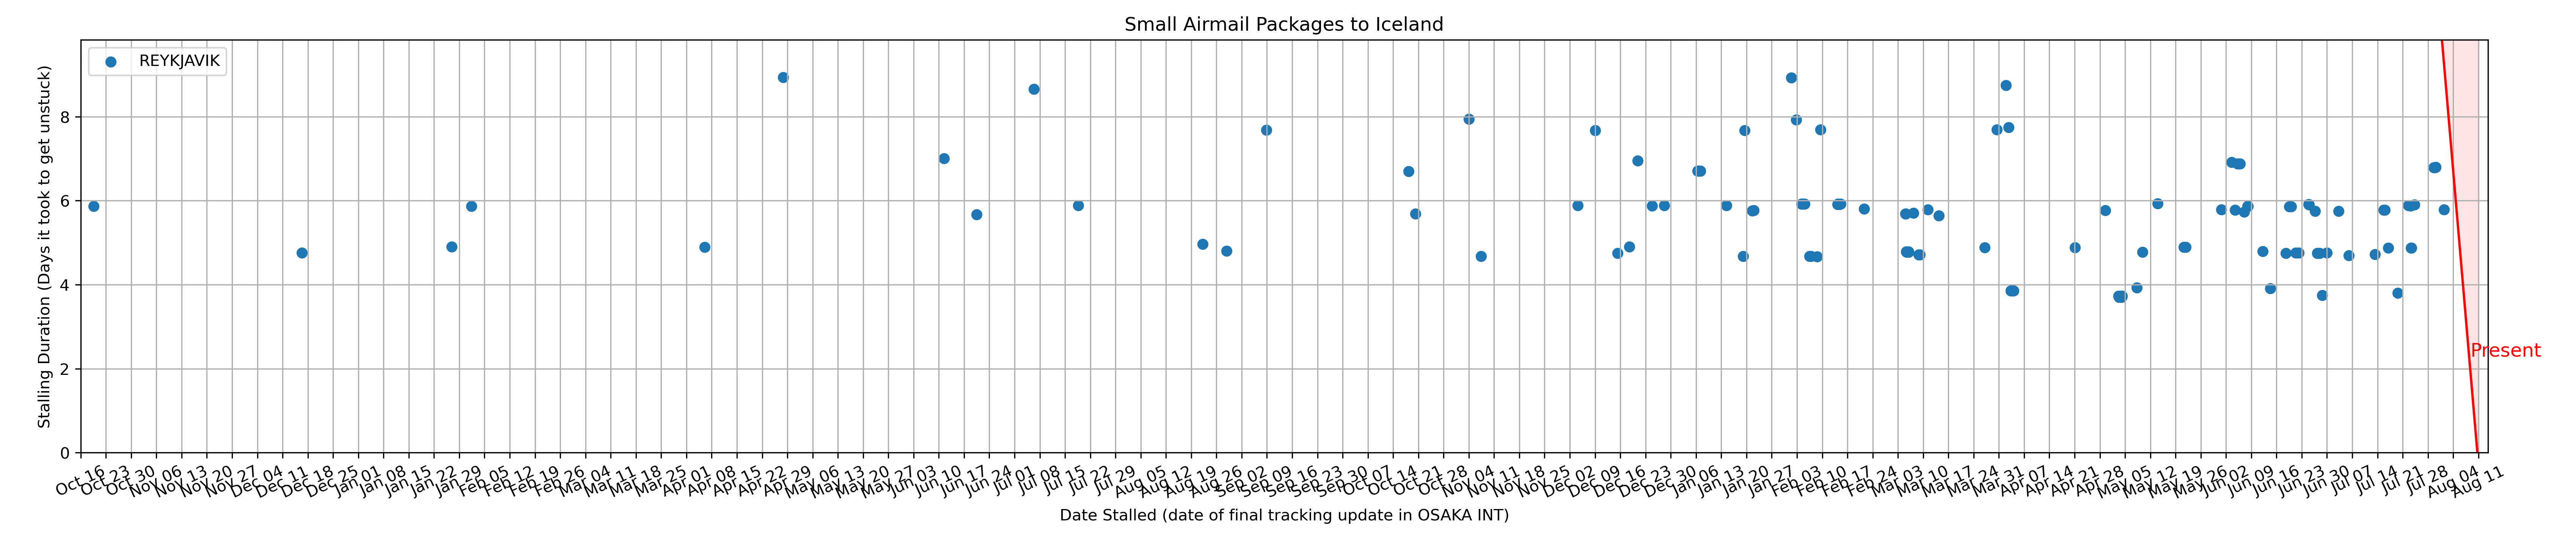 Small Airmail Packages to Iceland
REYKJAVIK
Stalling Duration (Days it took to get unstuck)
8
6
4
2
0
Present
Oct 16
Oct 23
Oct 30
Nov 06
Nov 13
Nov 20
Nov 27
Dec 04
Dec 11
Dec 18
Dec 25
Jan 01
Jan 08
Jan 15
Jan 22
Jan 29
Feb 05
Feb 12
Feb 19
Feb 26
Mar 04
Mar 11
Mar 18
Mar 25
Apr 01
Apr 08
Apr 15
Apr 22
Apr 29
May 06
May 13
May 20
May 27
Jun 03
Jun 10
Jun 17
Jun 24
Jul 01
Jul 08
Jul 15
Jul 22
Jul 29
Aug 05
Aug 12
Aug 19
Aug 26
Sep 02
Sep 09
Sep 16
Sep 23
Sep 30
Oct 07
Oct 14
Oct 21
Oct 28
Nov 04
Nov 11
Nov 18
Nov 25
Dec 02
Dec 09
Dec 16
Dec 23
Dec 30
Jan 06
Jan 13
Jan 20
Jan 27
Feb 03
Feb 10
Feb 17
Feb 24
Mar 03
Mar 10
Mar 17
Mar 24
Mar 31
Apr 07
Apr 14
Apr 21
Apr 28
May 05
May 12
May 19
May 26
Jun 02
Jun 09
Jun 16
Jun 23
Jun 30
Jul 07
Jul 14
Jul 21
Jul 28
Aug 04
Aug 11
Date Stalled (date of final tracking update in OSAKA INT)